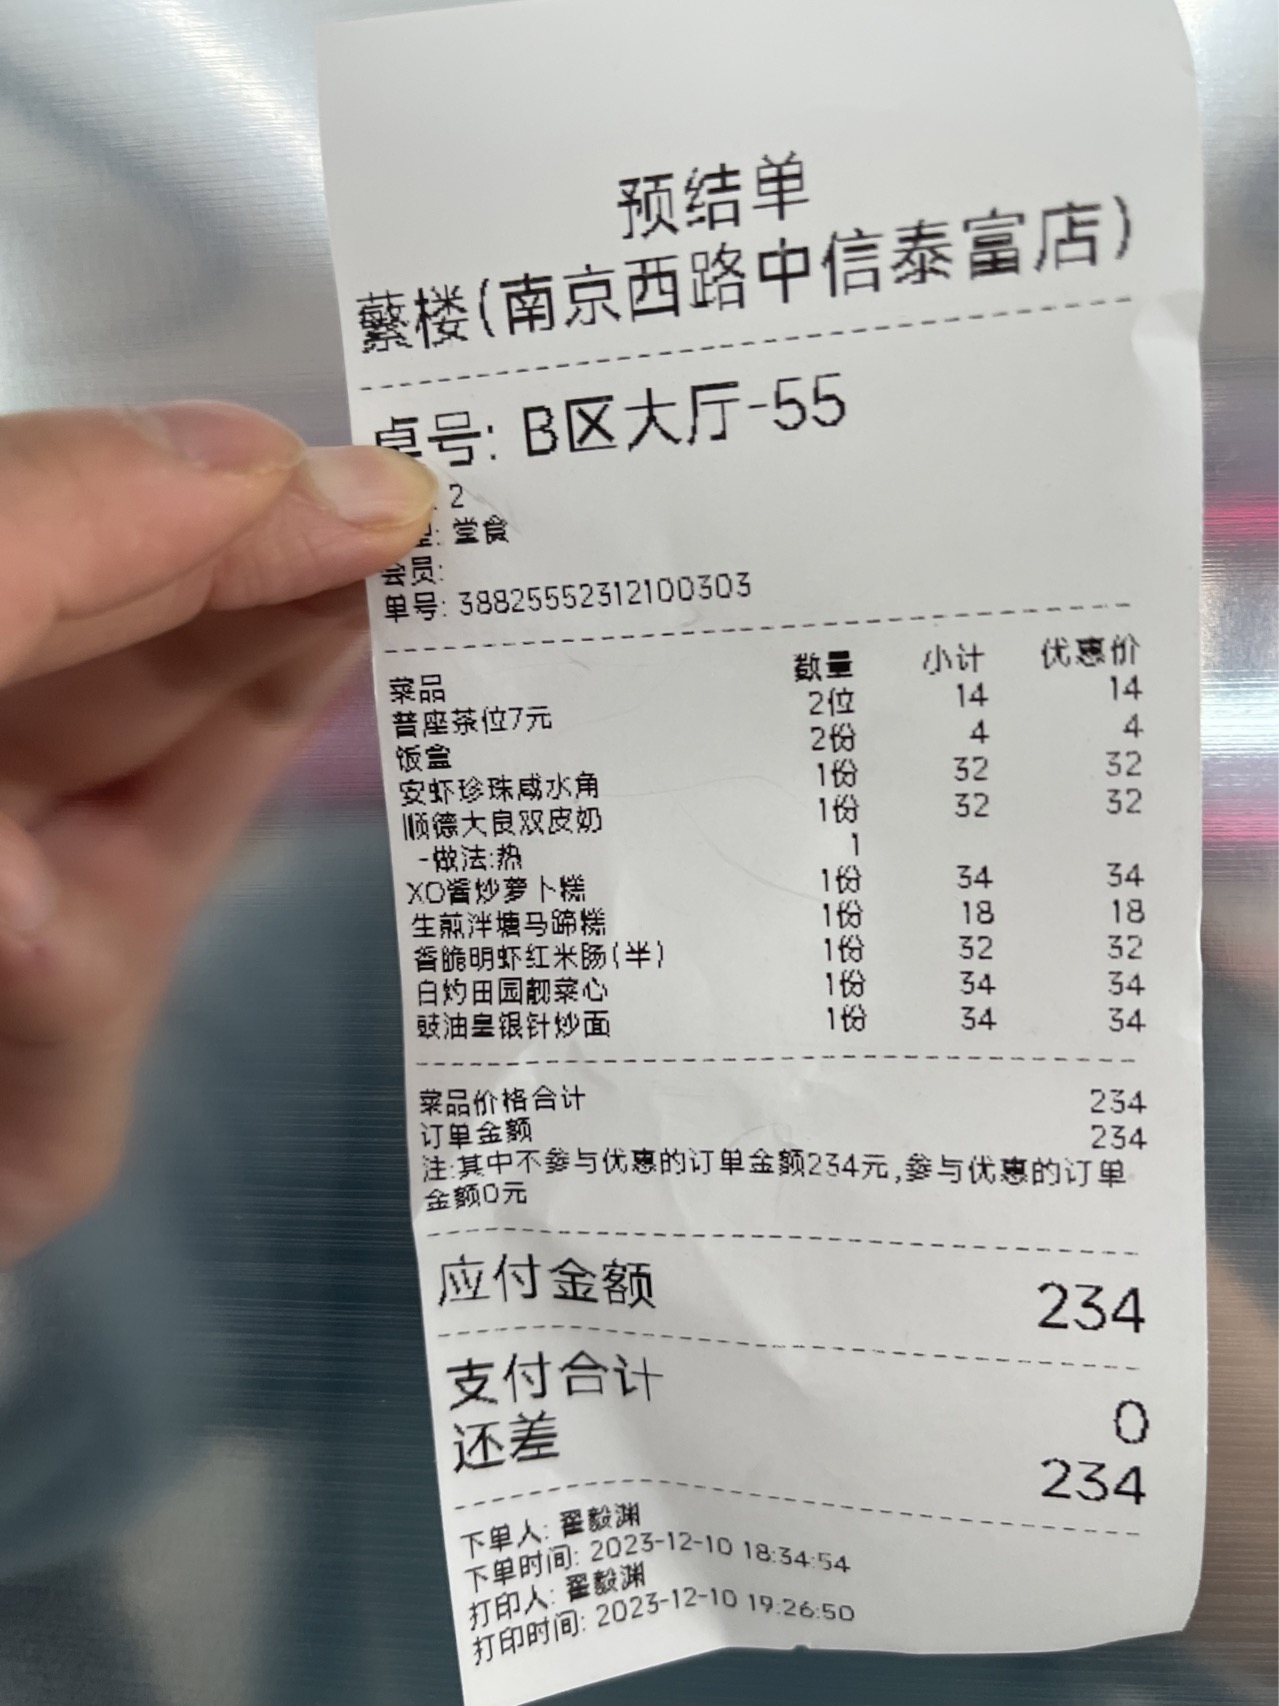 预结单
蘩楼(南京西路中信泰富店)
桌号: B区大厅-55
2
型: 堂食
会员:
单号: 38825552312100303
菜品 数量 小计 优惠价
普座茶位7元 2位 14 14
饭盒 2份 4 4
安虾珍珠咸水角 1份 32 32
顺德大良双皮奶 1份 32 32
-做法:热 1
XO酱炒萝卜糕 1份 34 34
生煎泮塘马蹄糕 1份 18 18
香脆明虾红米肠(半) 1份 32 32
白灼田园靓菜心 1份 34 34
豉油皇银针炒面 1份 34 34
菜品价格合计 234
订单金额 234
注:其中不参与优惠的订单金额234元,参与优惠的订单
金额0元
应付金额 234
支付合计 0
还差 234
下单人: 翟毅渊
下单时间: 2023-12-10 18:34:54
打印人: 翟毅渊
打印时间: 2023-12-10 19:26:50